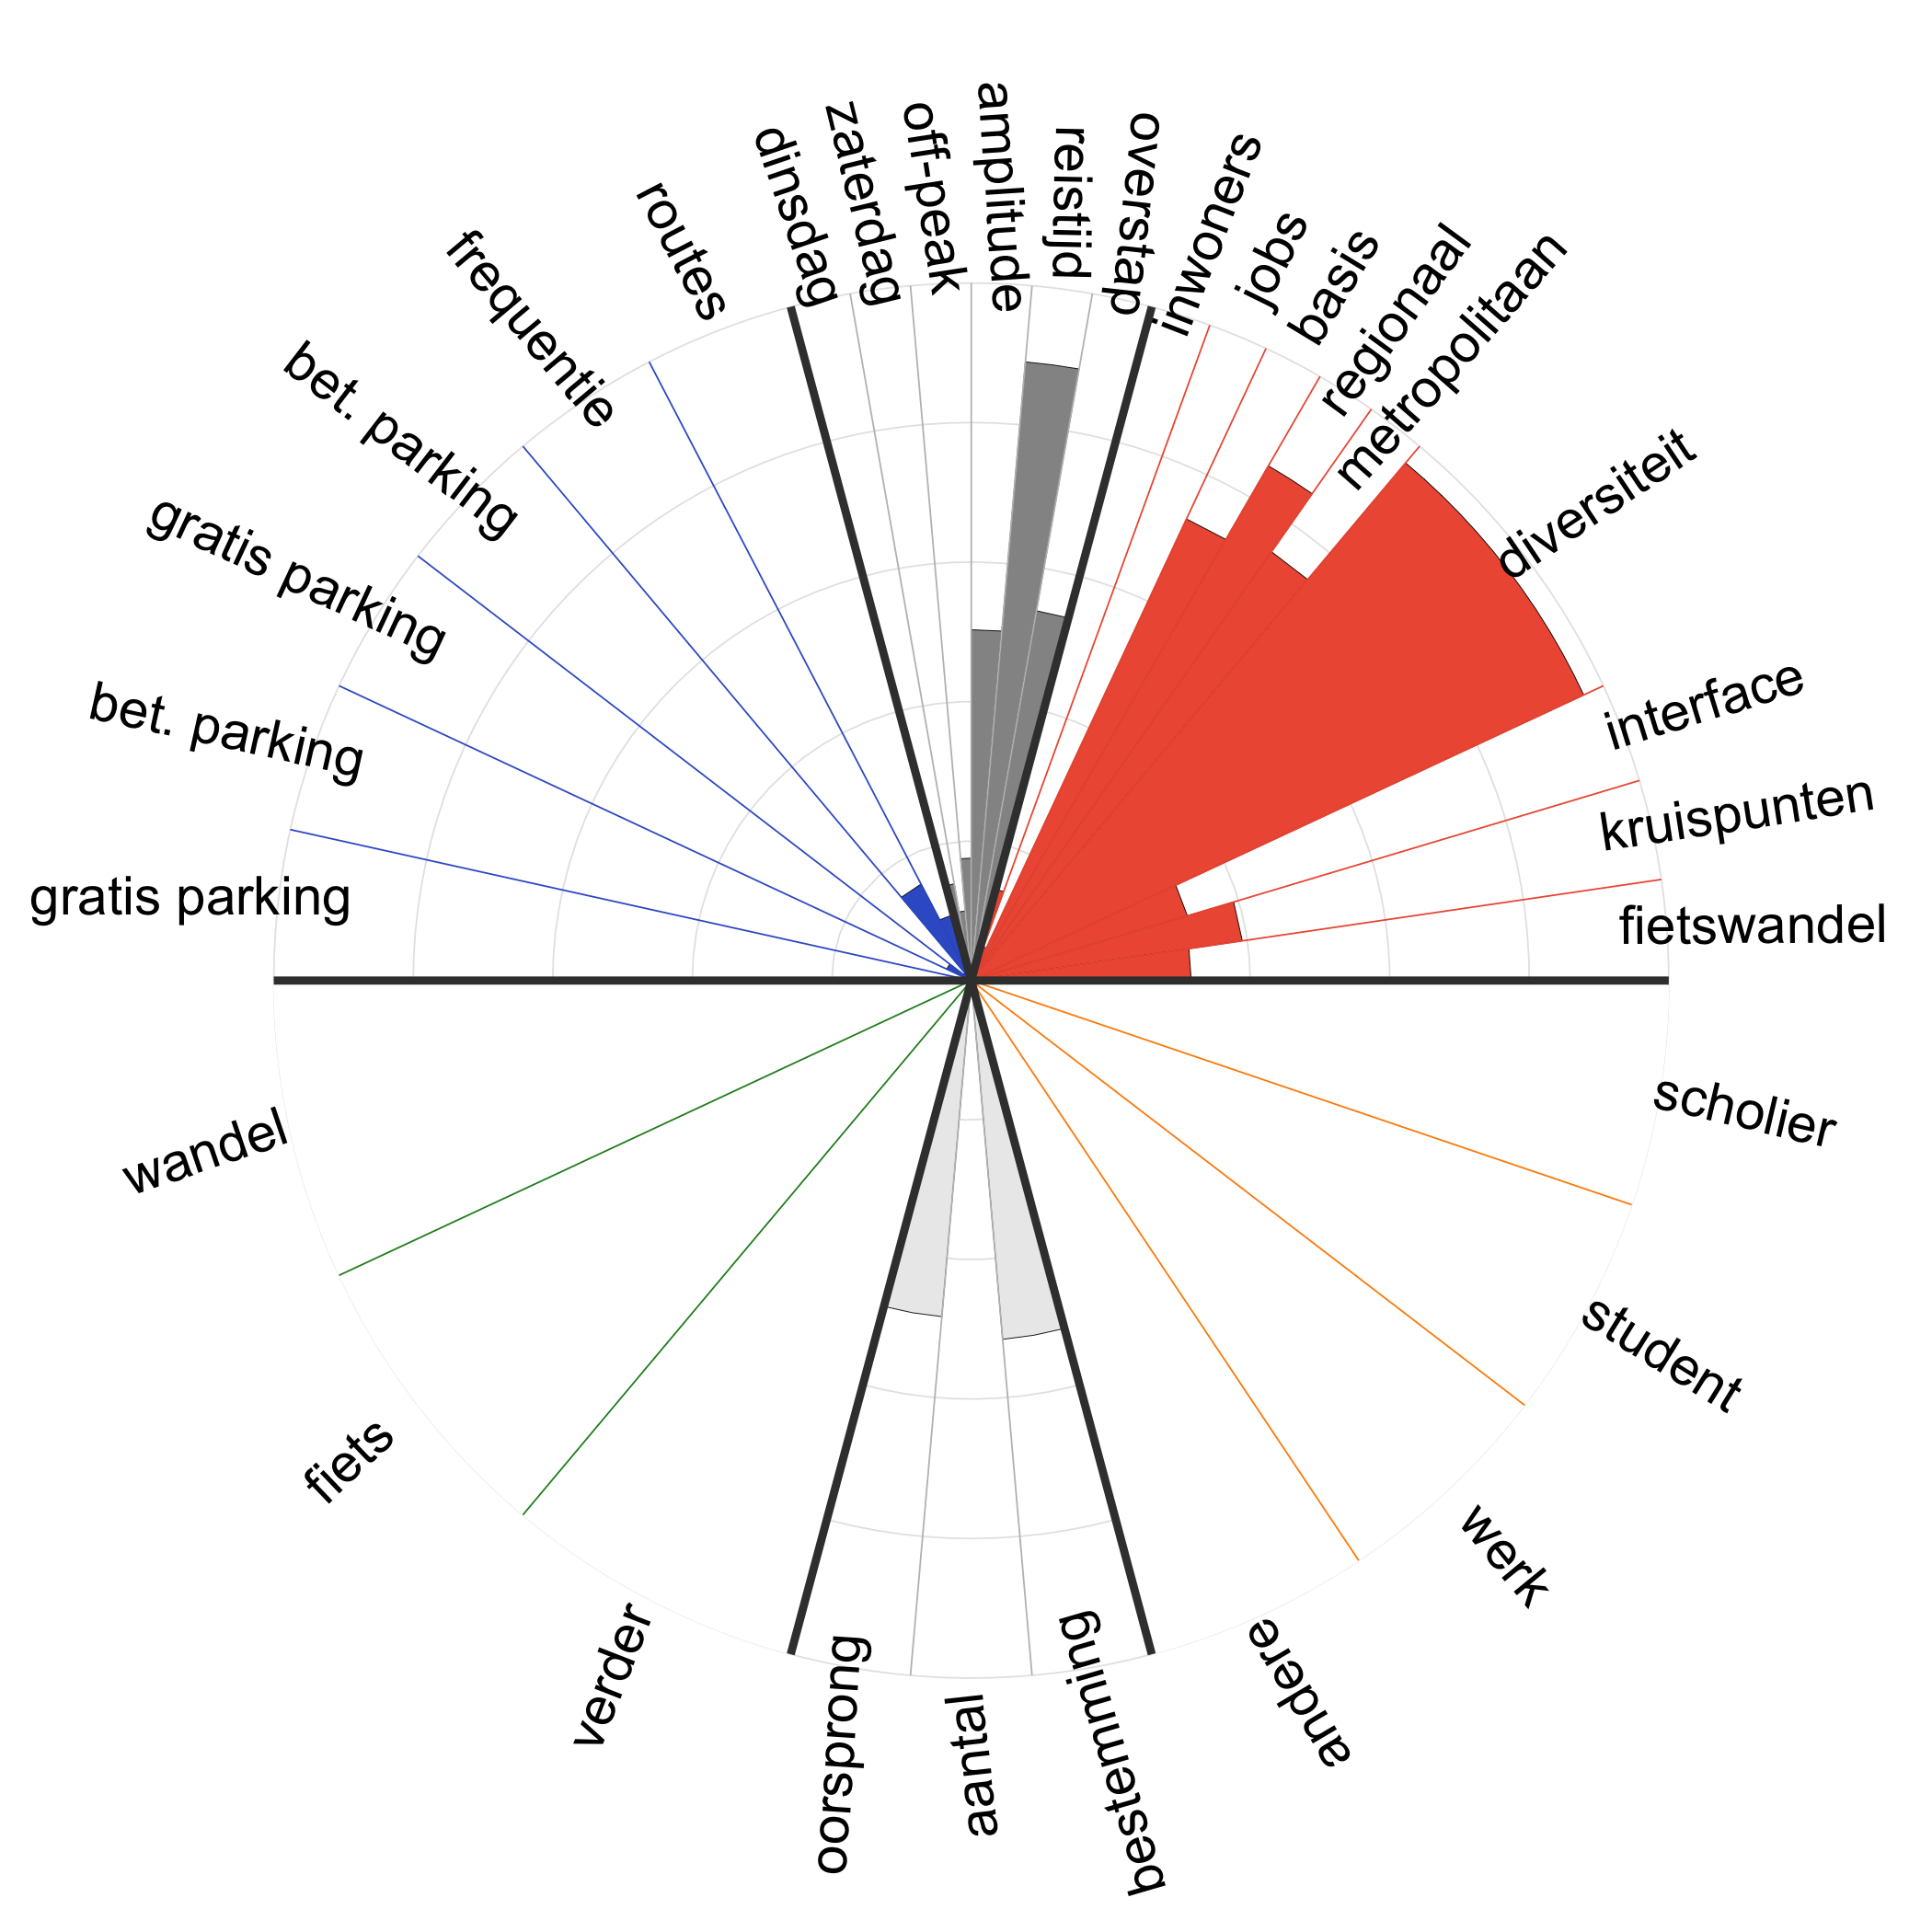 dinsdag
zaterdag
off-peak
amplitude
reistijd
overstap
inwoners
jobs
basis
regionaal
metropolitaan
diversiteit
interface
kruispunten
fietswandel
scholier
student
werk
andere
bestemming
aantal
oorsprong
verder
fiets
wandel
gratis parking
bet. parking
gratis parking
bet. parking
frequentie
routes